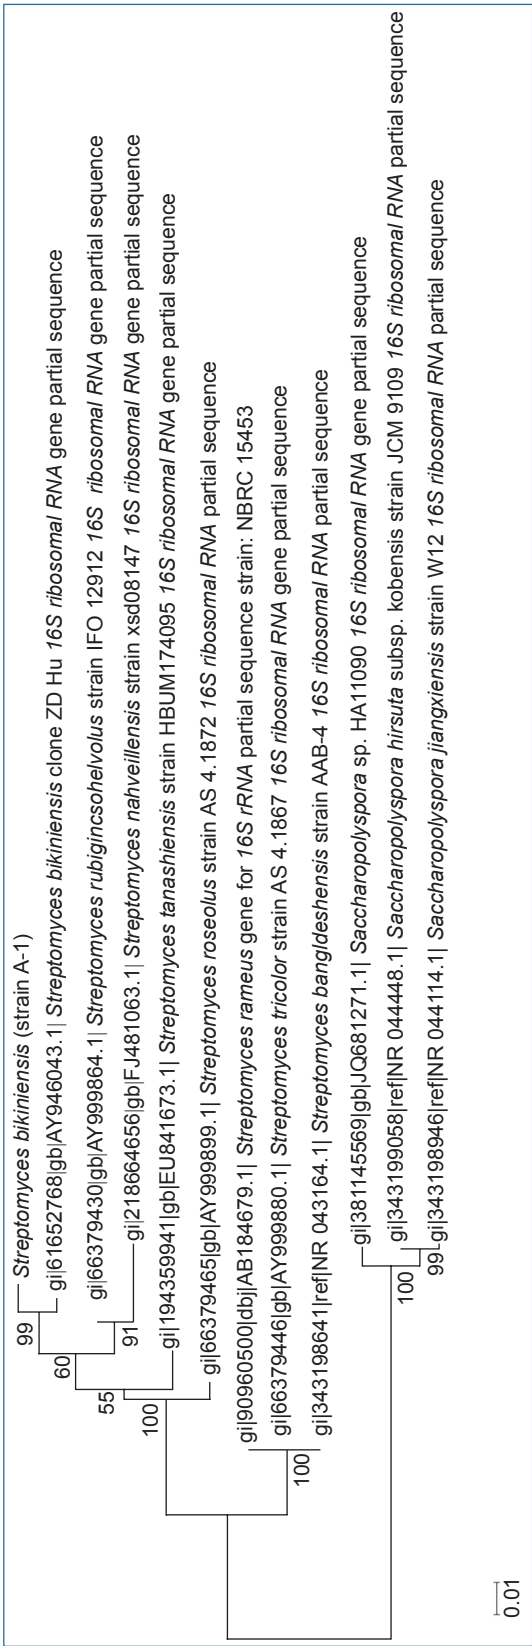 Streptomyces bikiniensis (strain A-1)
gi|61652768|gb|AY946043.1| Streptomyces bikiniensis clone ZD Hu 16S ribosomal RNA gene partial sequence
gi|66379430|gb|AY999864.1| Streptomyces rubigincsohelvolus strain IFO 12912 16S ribosomal RNA gene partial sequence
gi|218664656|gb|FJ481063.1| Streptomyces nahveillensis strain xsd08147 16S ribosomal RNA gene partial sequence
gi|194359941|gb|EU841673.1| Streptomyces tanashiensis strain HBUM174095 16S ribosomal RNA gene partial sequence
gi|66379465|gb|AY999899.1| Streptomyces roseolus strain AS 4.1872 16S ribosomal RNA partial sequence
gi|90960500|dbj|AB184679.1| Streptomyces rameus gene for 16S rRNA partial sequence strain: NBRC 15453
gi|66379446|gb|AY999880.1| Streptomyces tricolor strain AS 4.1867 16S ribosomal RNA gene partial sequence
gi|343198641|ref|NR 043164.1| Streptomyces bangldeshensis strain AAB-4 16S ribosomal RNA partial sequence
gi|381145569|gb|JQ681271.1| Saccharopolyspora sp. HA11090 16S ribosomal RNA gene partial sequence
gi|343199058|ref|NR 044448.1| Saccharopolyspora hirsuta subsp. kobensis strain JCM 9109 16S ribosomal RNA partial sequence
gi|343198946|ref|NR 044114.1| Saccharopolyspora jiangxiensis strain W12 16S ribosomal RNA partial sequence
99
60
91
55
100
100
100
99
0.01